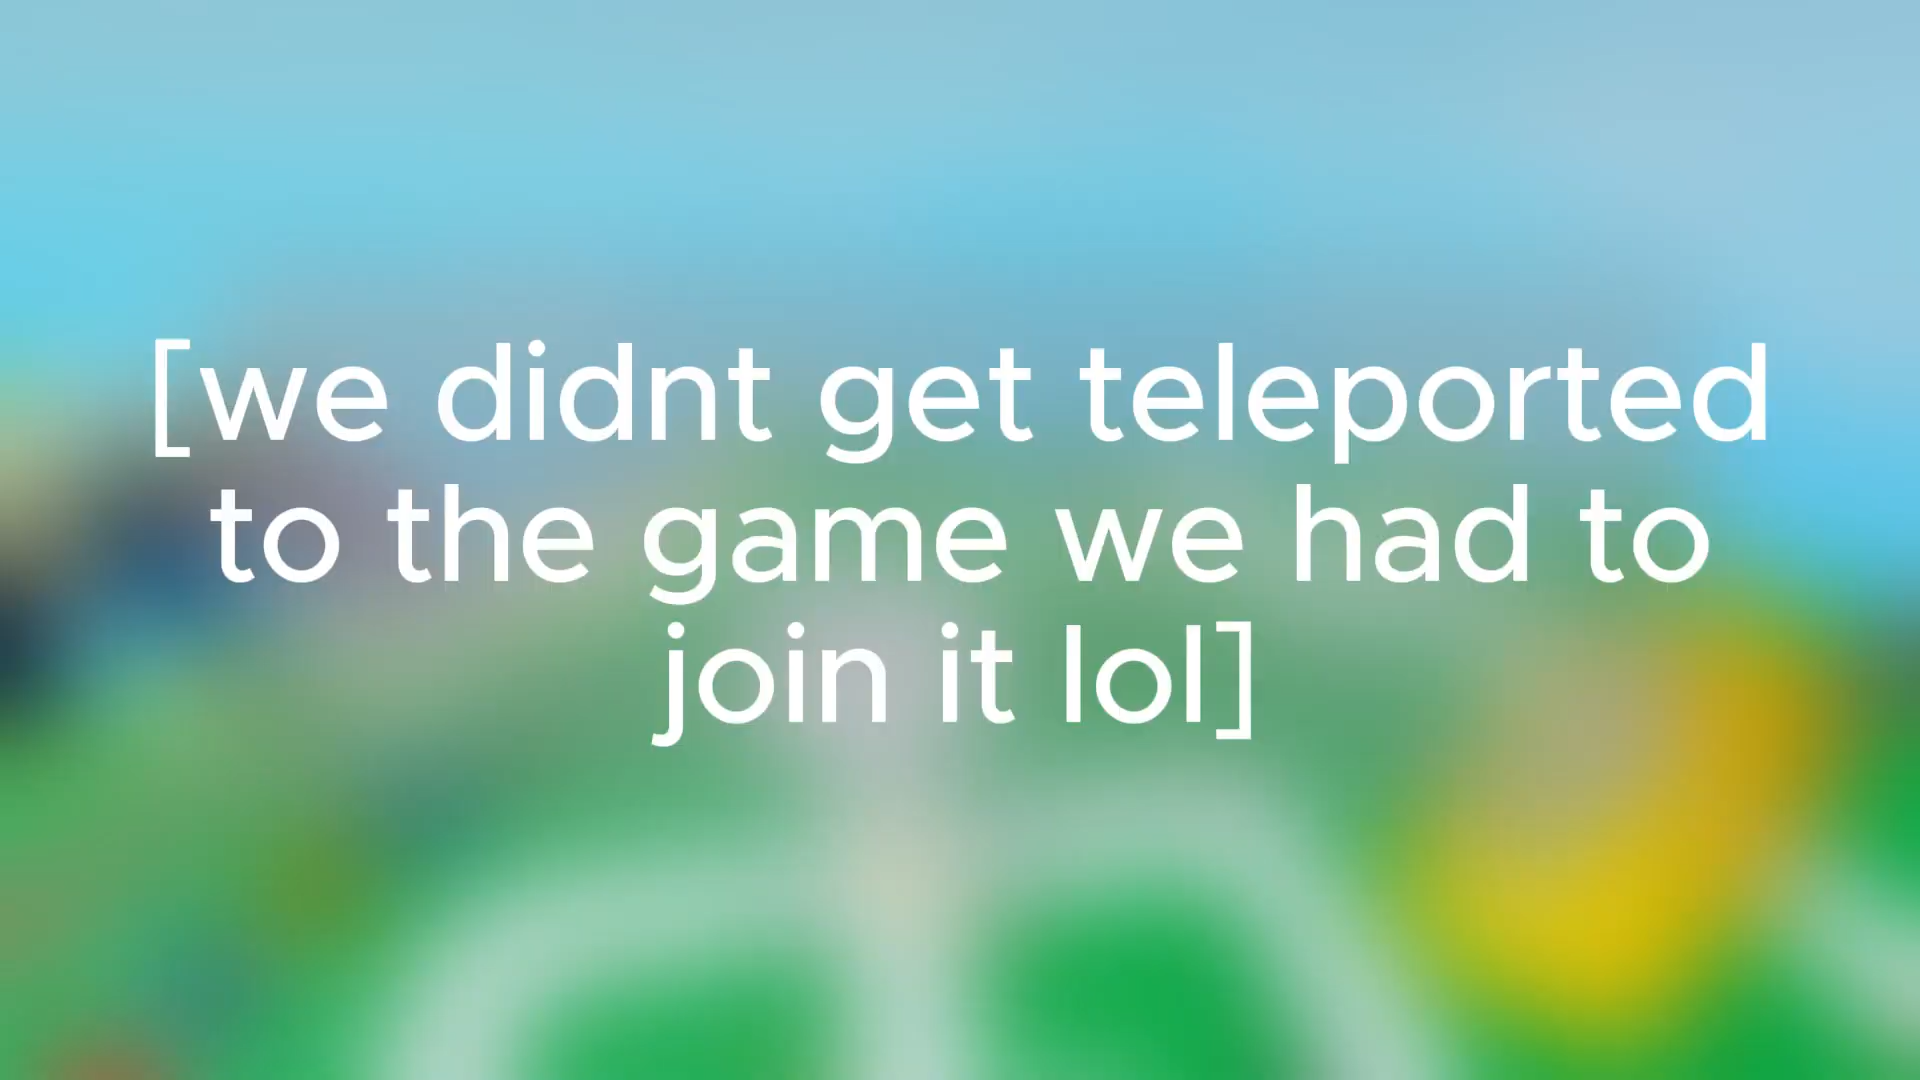 [we didnt get teleported
to the game we had to
join it lol]